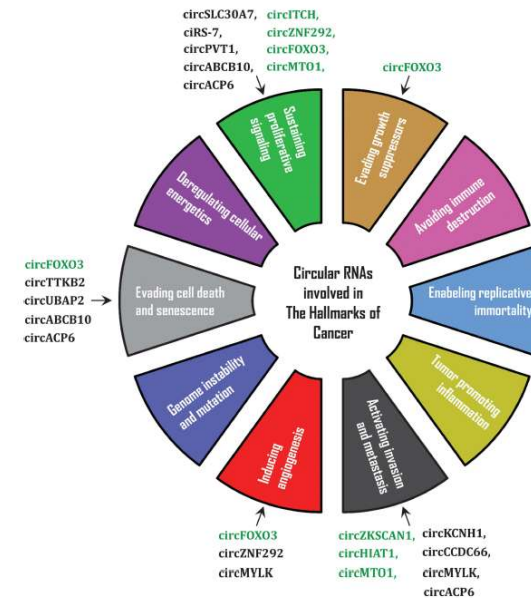 circSLC30A7,
ciRS-7,
circPVT1,
circABCB10,
circACP6
circITCH,
circZNF292,
circFOXO3,
circMTO1,
circFOXO3
Sustaining
proliferative
signaling
Evading growth
suppressors
Avoiding immune
destruction
Enabeling replicative
immortality
Tumor promoting
inflammation
Activating invasion
and metastasis
Inducing
angiogenesis
Genome instability
and mutation
Evading cell death
and senescence
Deregulating cellular
energetics
Circular RNAs
involved in
The Hallmarks of
Cancer
circFOXO3
circTTKB2
circUBAP2
circABCB10
circACP6
circFOXO3
circZNF292
circMYLK
circZKSCAN1,
circHIAT1,
circMTO1,
circKCNH1,
circCCDC66,
circMYLK,
circACP6